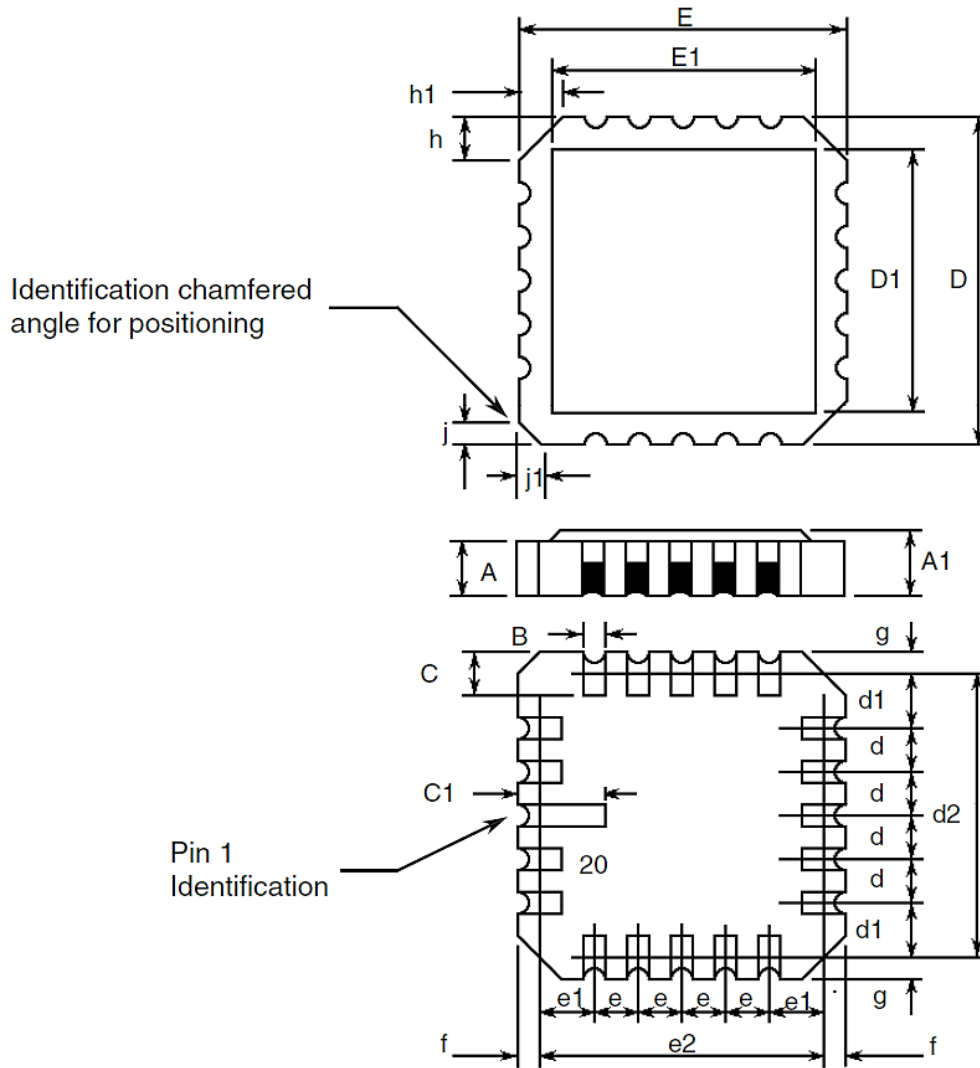 E
E1
h1
h
D1
D
Identification chamfered
angle for positioning
j
j1
A
A1
B
g
C
d1
d
C1
d
d2
Pin 1
Identification
d
20
d
d1
e1 e e e e e1
g
f
e2
f